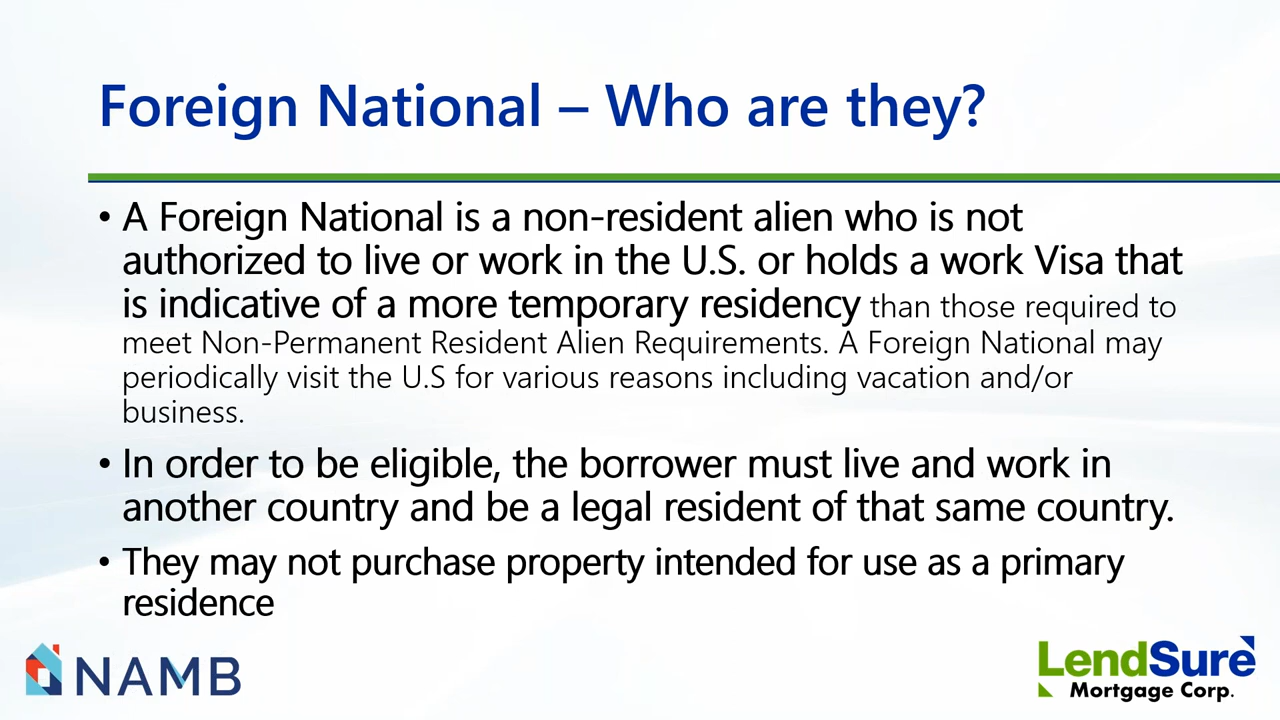 Foreign National – Who are they?
• A Foreign National is a non-resident alien who is not
authorized to live or work in the U.S. or holds a work Visa that
is indicative of a more temporary residency than those required to
meet Non-Permanent Resident Alien Requirements. A Foreign National may
periodically visit the U.S for various reasons including vacation and/or
business.
• In order to be eligible, the borrower must live and work in
another country and be a legal resident of that same country.
• They may not purchase property intended for use as a primary
residence
NAMB
LendSure
Mortgage Corp.